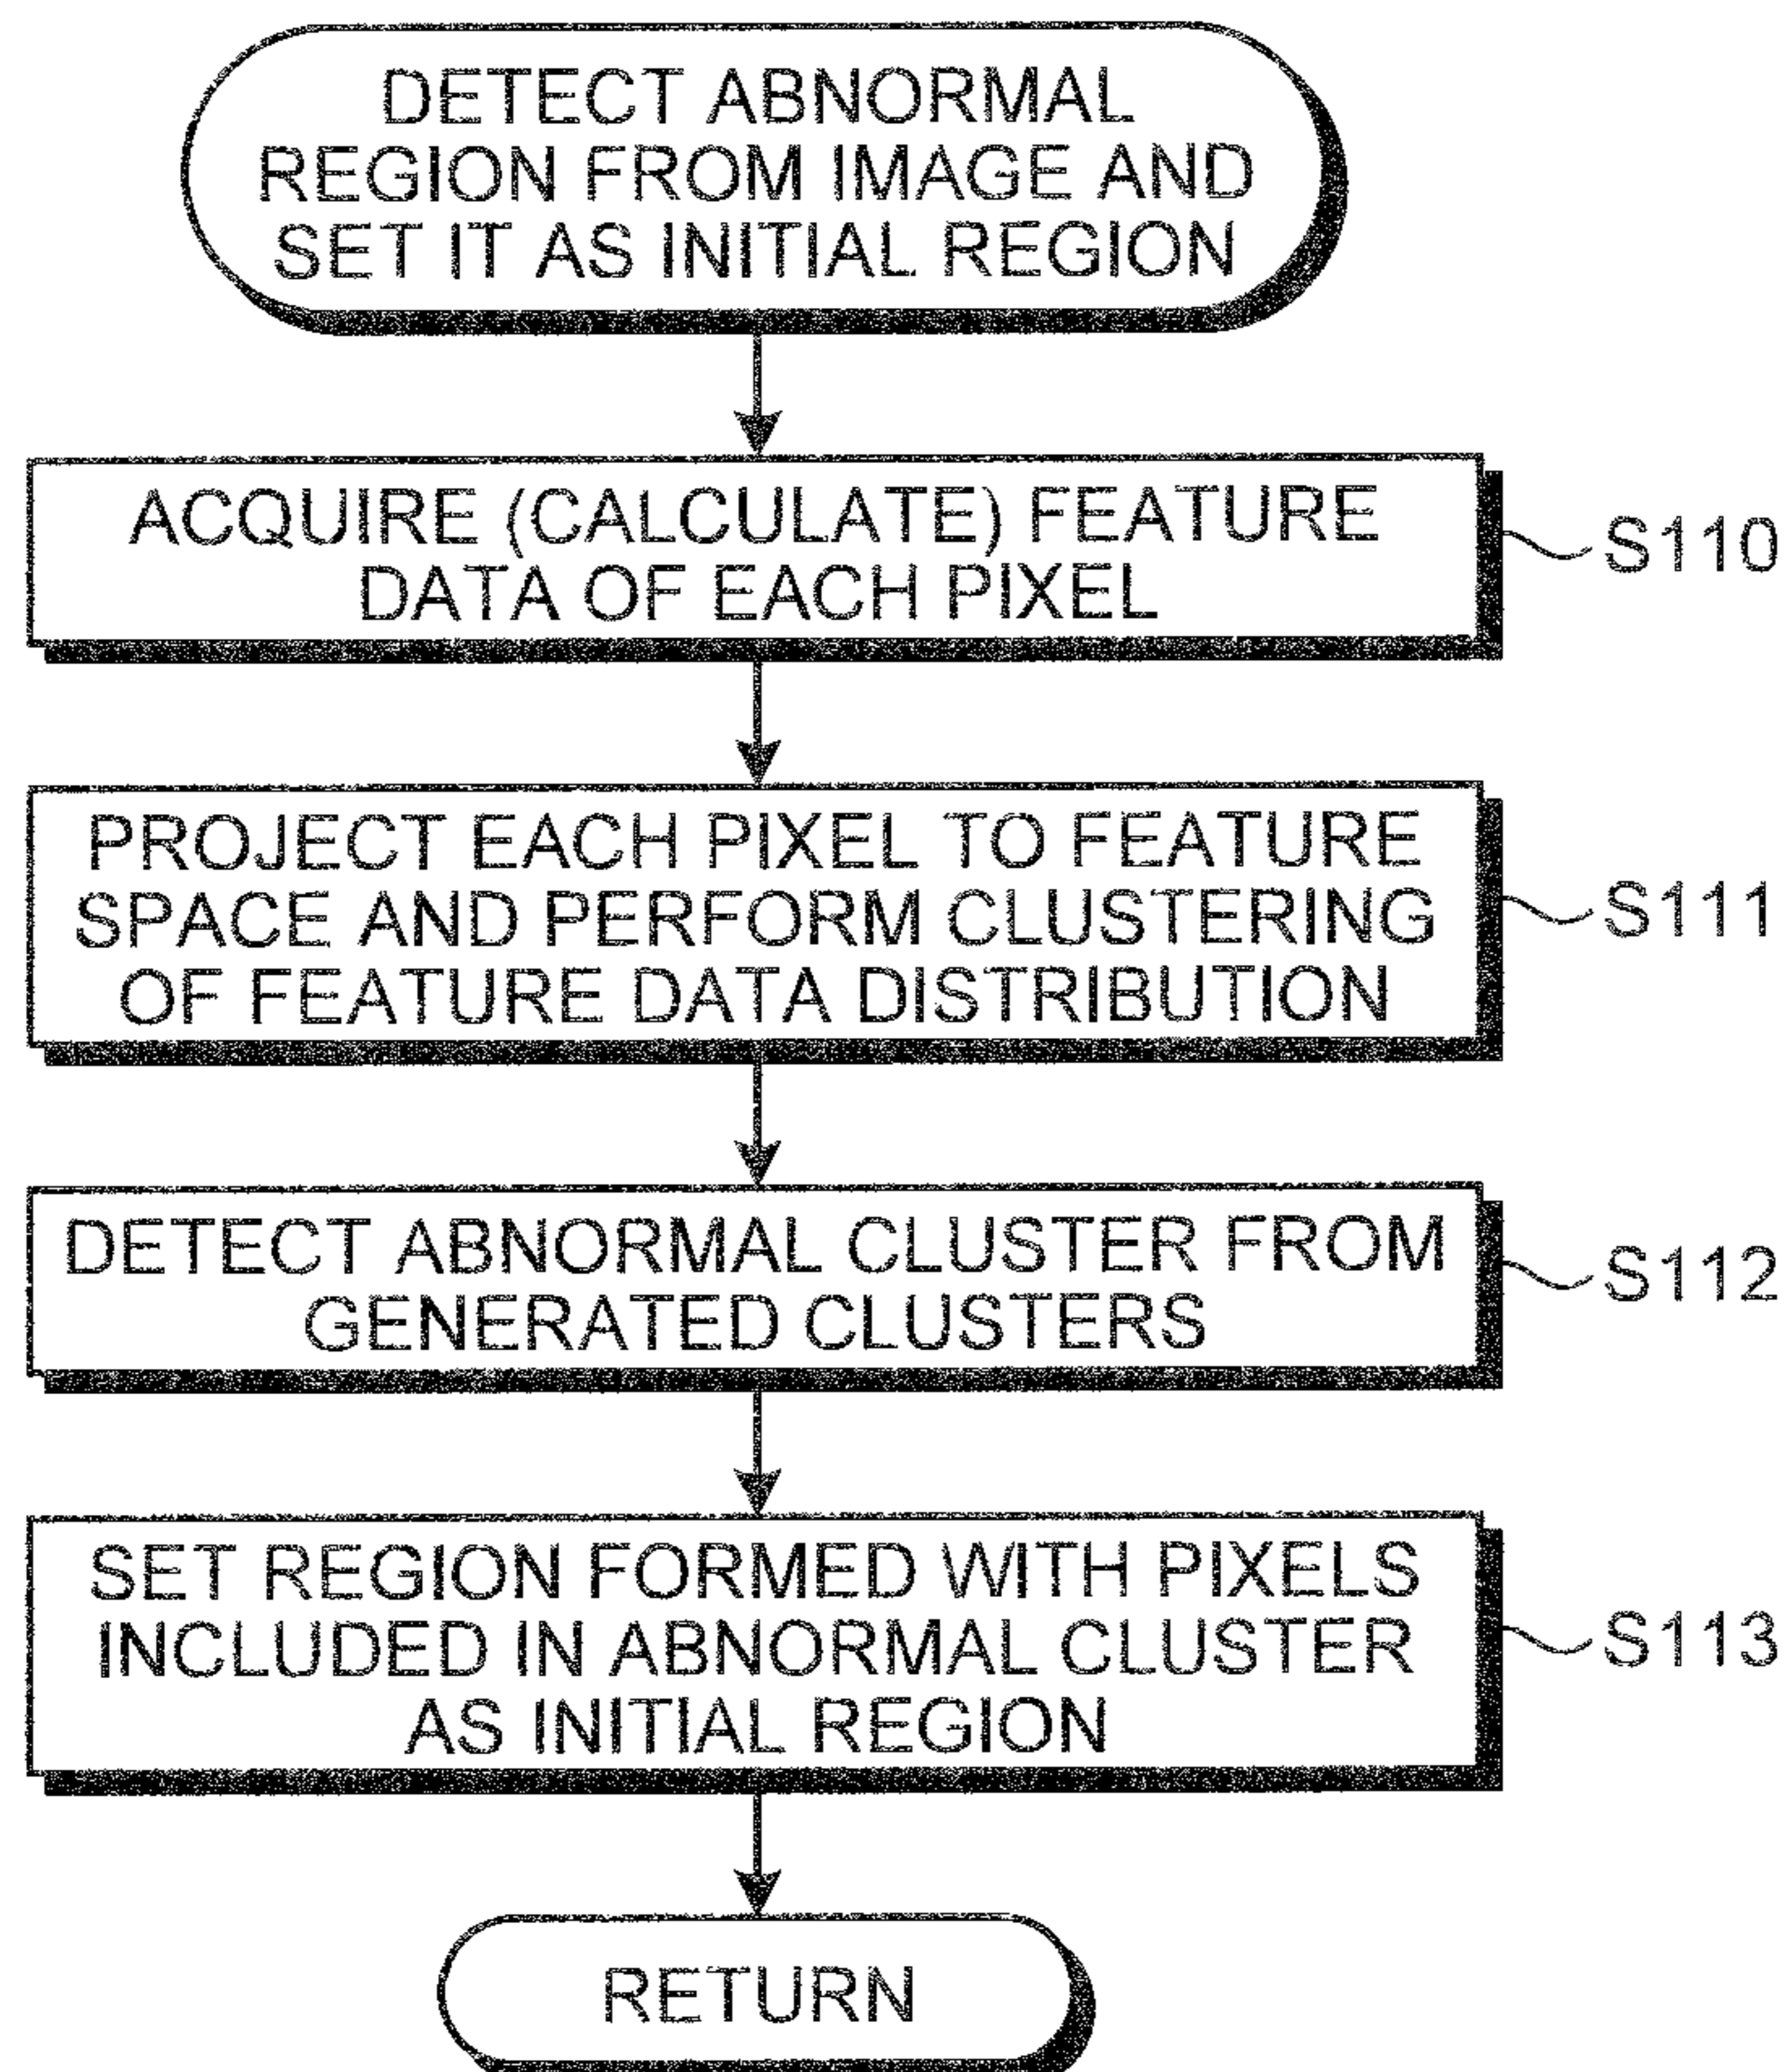 DETECT ABNORMAL
REGION FROM IMAGE AND
SET IT AS INITIAL REGION
ACQUIRE (CALCULATE) FEATURE
DATA OF EACH PIXEL
S110
PROJECT EACH PIXEL TO FEATURE
SPACE AND PERFORM CLUSTERING
OF FEATURE DATA DISTRIBUTION
S111
DETECT ABNORMAL CLUSTER FROM
GENERATED CLUSTERS
S112
SET REGION FORMED WITH PIXELS
INCLUDED IN ABNORMAL CLUSTER
AS INITIAL REGION
S113
RETURN